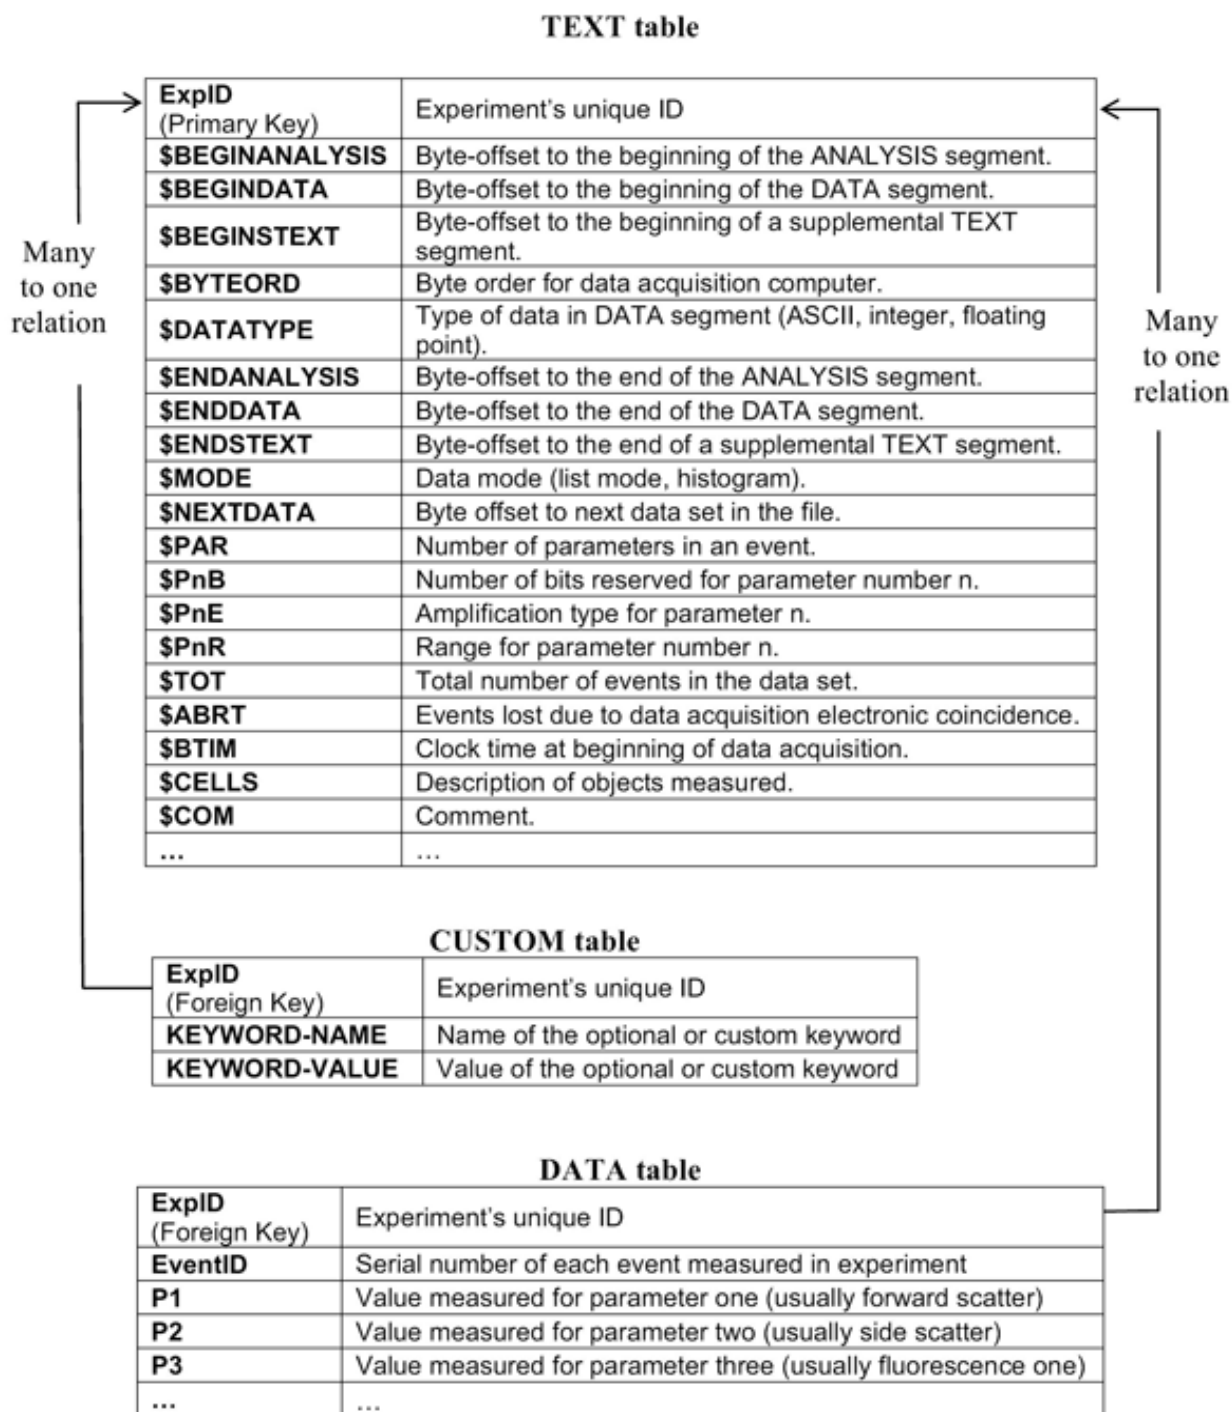 TEXT table
ExpID
(Primary Key)
Experiment's unique ID
$BEGINANALYSIS Byte-offset to the beginning of the ANALYSIS segment.
$BEGINDATA Byte-offset to the beginning of the DATA segment.
$BEGINSTEXT Byte-offset to the beginning of a supplemental TEXT
segment.
$BYTEORD Byte order for data acquisition computer.
$DATATYPE Type of data in DATA segment (ASCII, integer, floating
point).
$ENDANALYSIS Byte-offset to the end of the ANALYSIS segment.
$ENDDATA Byte-offset to the end of the DATA segment.
$ENDSTEXT Byte-offset to the end of a supplemental TEXT segment.
$MODE Data mode (list mode, histogram).
$NEXTDATA Byte offset to next data set in the file.
$PAR Number of parameters in an event.
$PnB Number of bits reserved for parameter number n.
$PnE Amplification type for parameter n.
$PnR Range for parameter number n.
$TOT Total number of events in the data set.
$ABRT Events lost due to data acquisition electronic coincidence.
$BTIM Clock time at beginning of data acquisition.
$CELLS Description of objects measured.
$COM Comment.
... ...
Many
to one
relation
Many
to one
relation
CUSTOM table
ExpID
(Foreign Key)
Experiment's unique ID
KEYWORD-NAME Name of the optional or custom keyword
KEYWORD-VALUE Value of the optional or custom keyword
DATA table
ExpID
(Foreign Key)
Experiment's unique ID
EventID Serial number of each event measured in experiment
P1 Value measured for parameter one (usually forward scatter)
P2 Value measured for parameter two (usually side scatter)
P3 Value measured for parameter three (usually fluorescence one)
... ...